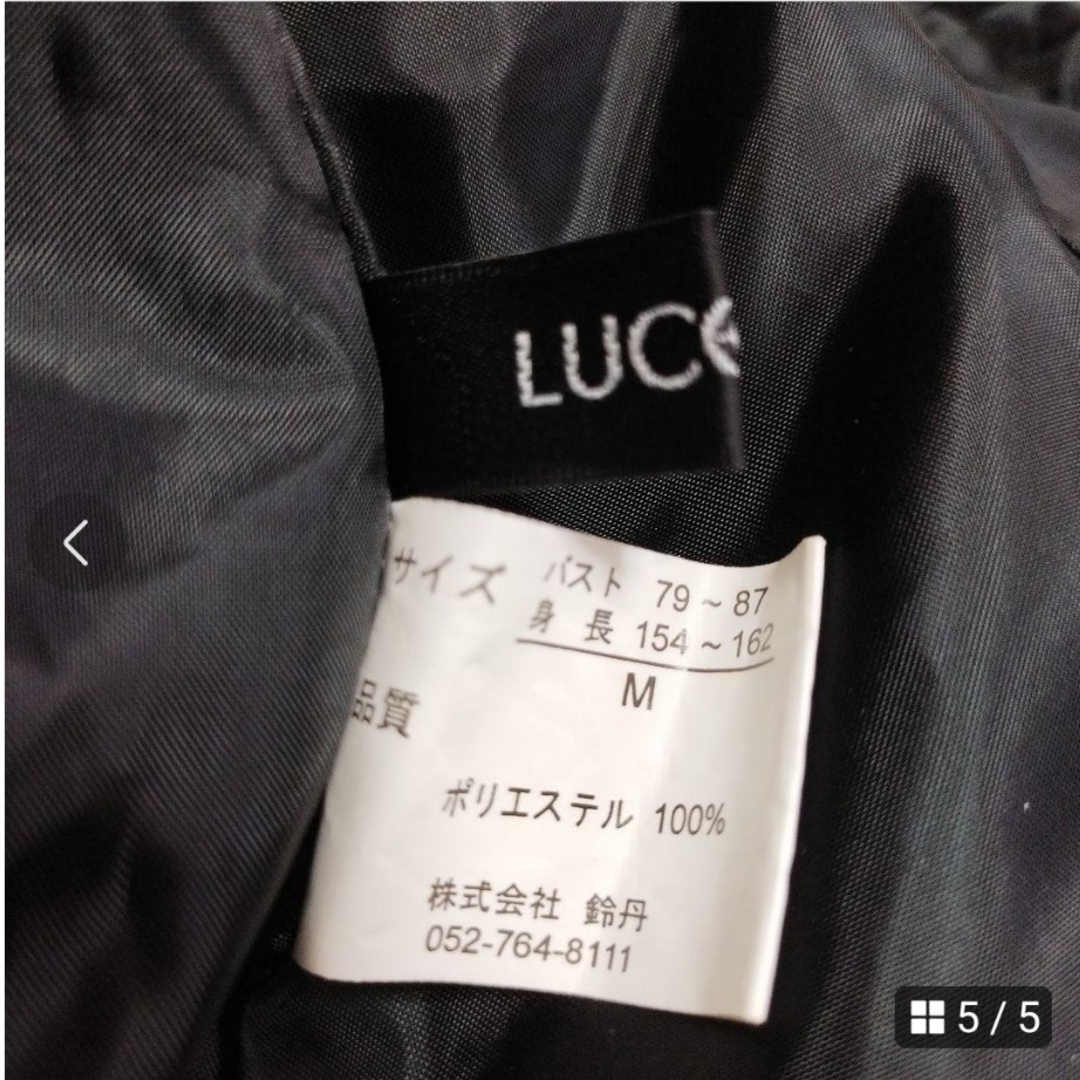 LUC
サイズ バスト 79~87
身長 154~162
M
品質
ポリエステル 100%
株式会社 鈴丹
052-764-8111
5/5